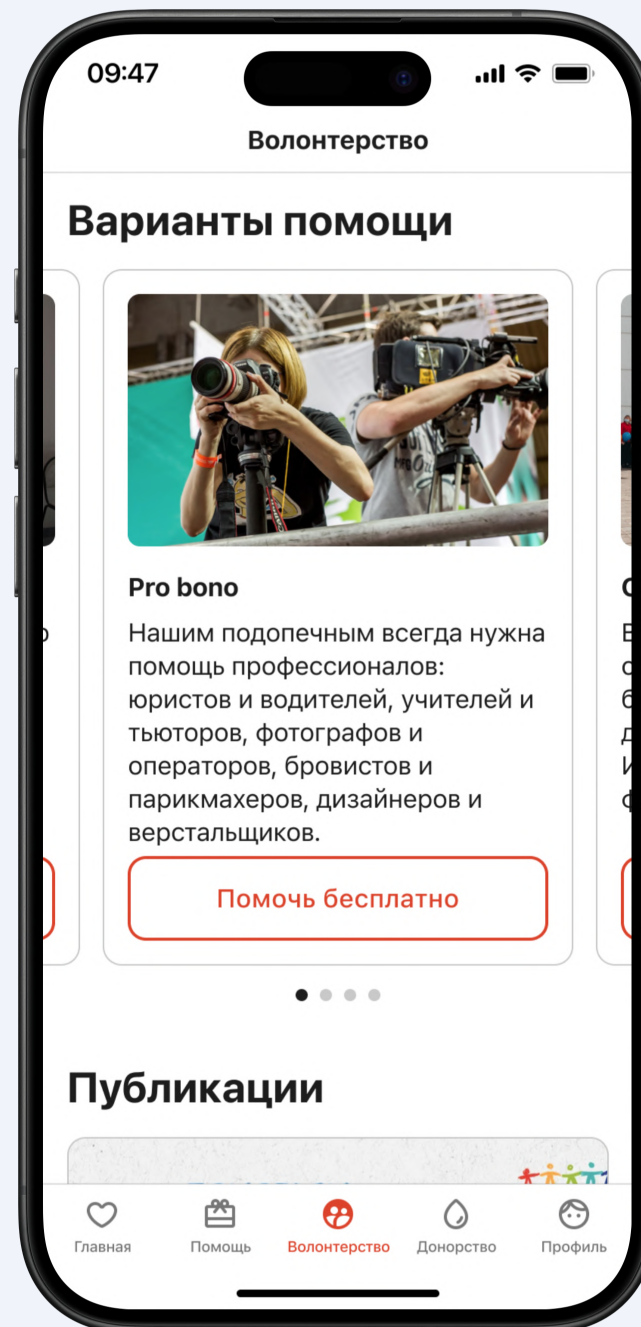 09:47
Волонтерство
Варианты помощи
Pro bono
Нашим подопечным всегда нужна
помощь профессионалов:
юристов и водителей, учителей и
тьюторов, фотографов и
операторов, бровистов и
парикмахеров, дизайнеров и
верстальщиков.
Помочь бесплатно
Публикации
Главная
Помощь
Волонтерство
Донорство
Профиль